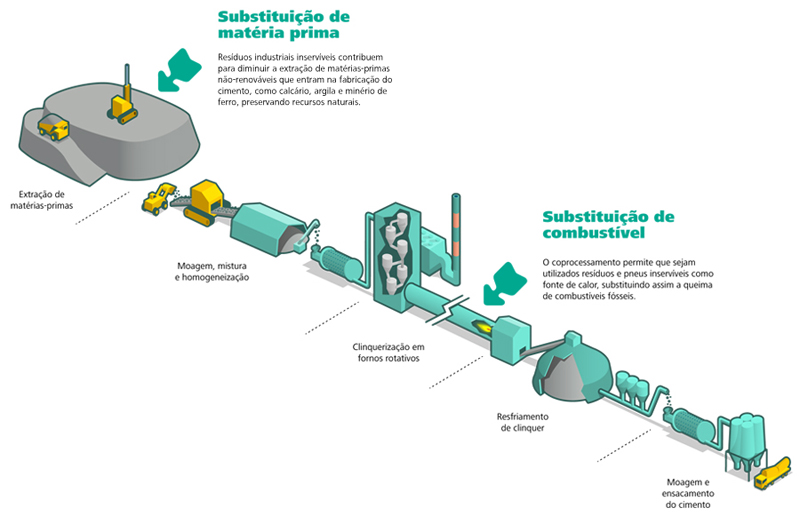 Substituição de
matéria prima
Resíduos industriais inservíveis contribuem
para diminuir a extração de matérias-primas
não-renováveis que entram na fabricação do
cimento, como calcário, argila e minério de
ferro, preservando recursos naturais.
Extração de
matérias-primas
Moagem, mistura
e homogeneização
Substituição de
combustível
O coprocessamento permite que sejam
utilizados resíduos e pneus inservíveis como
fonte de calor, substituindo assim a queima
de combustíveis fósseis.
Clinquerização em
fornos rotativos
Resfriamento
de clinquer
Moagem e
ensacamento
do cimento